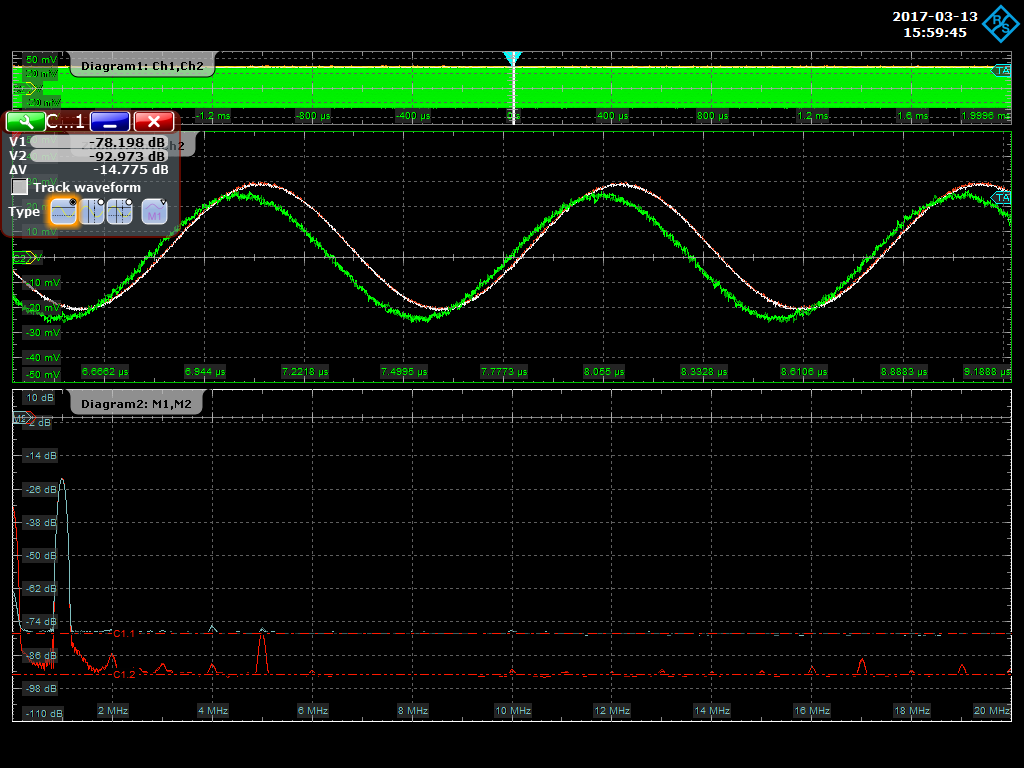 2017-03-13
15:59:45
R S
Diagram1: Ch1,Ch2
50 mV
TA
-1.2 ms
-800 µs
-400 µs
400 µs
800 µs
1.2 ms
1.6 ms
1.9996 ms
C...1
V1 -78.198 dB
V2 -92.973 dB
ΔV -14.775 dB
Track waveform
Type
M1
TA
10 mV
-10 mV
-20 mV
-30 mV
-40 mV
-50 mV
6.6662 µs
6.944 µs
7.2218 µs
7.4995 µs
7.7773 µs
8.055 µs
8.3328 µs
8.6106 µs
8.8883 µs
9.1888 µs
Diagram2: M1,M2
10 dB
-2 dB
-14 dB
-26 dB
-38 dB
-50 dB
-62 dB
-74 dB
C1.1
-86 dB
C1.2
-98 dB
-110 dB
2 MHz
4 MHz
6 MHz
8 MHz
10 MHz
12 MHz
14 MHz
16 MHz
18 MHz
20 MHz